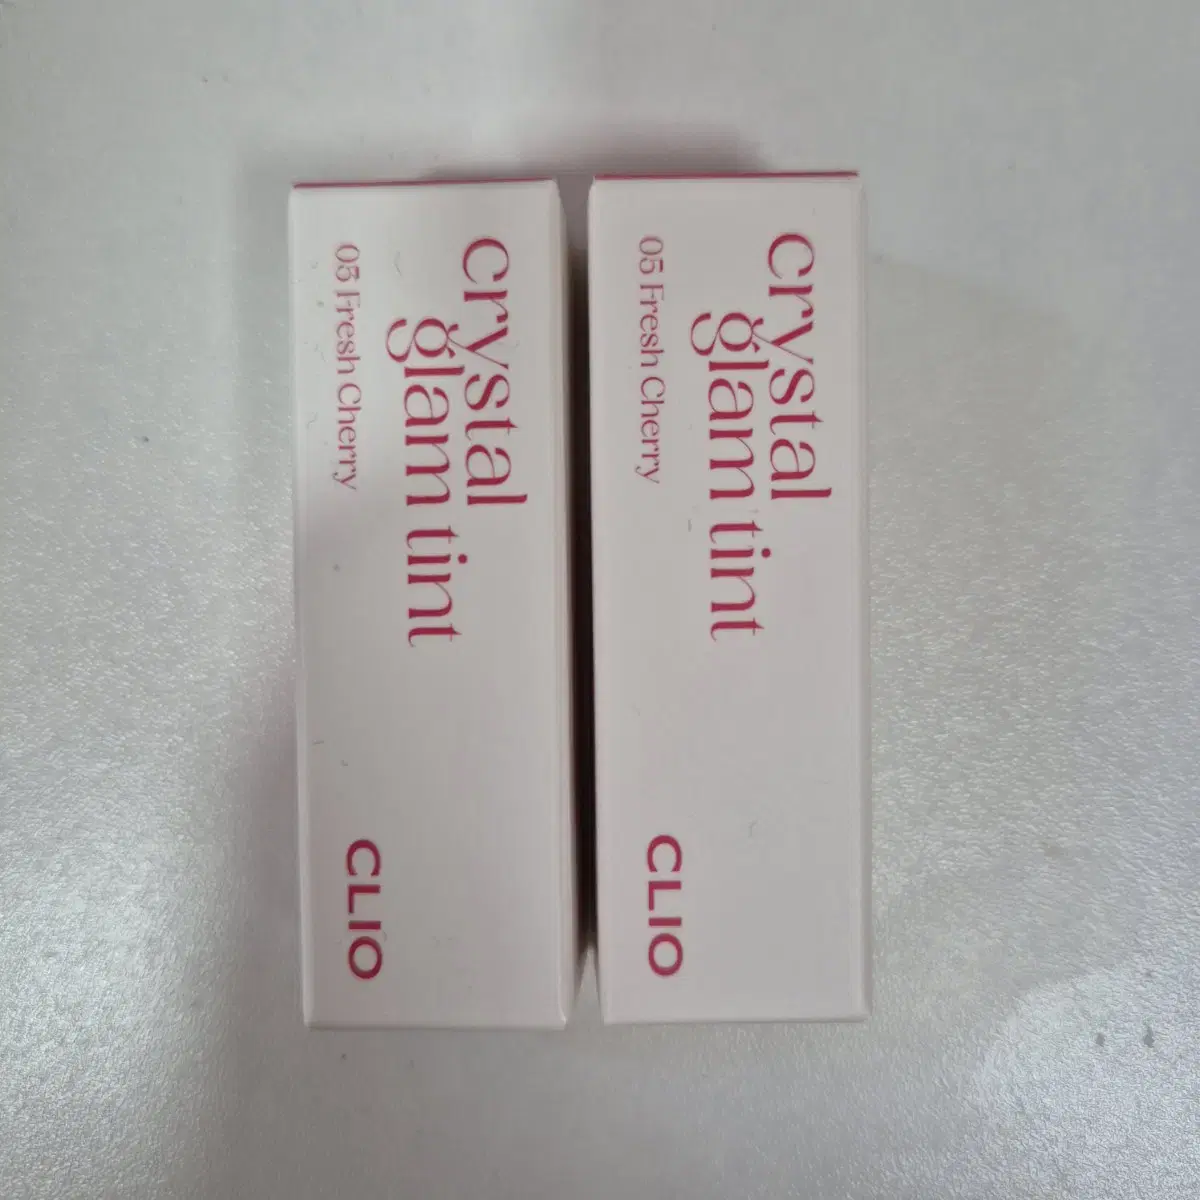 crystal
glam tint
05 Fresh Cherry
CLIO
crystal
glam tint
05 Fresh Cherry
CLIO